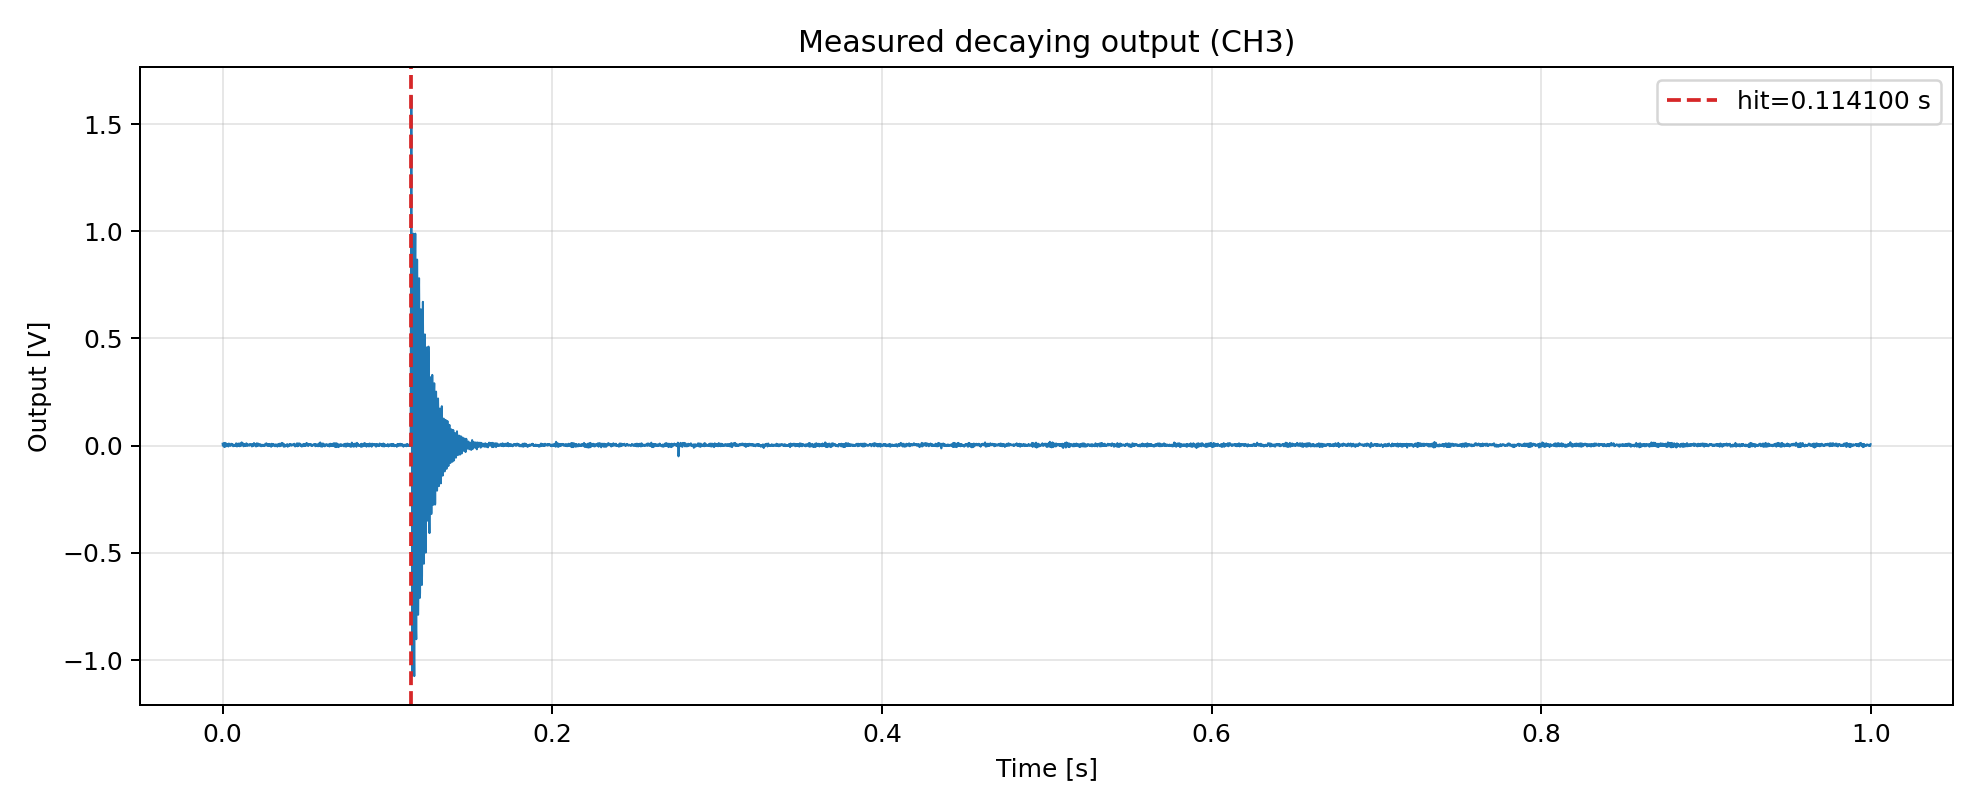 Measured decaying output (CH3)
hit=0.114100 s
Output [V]
1.5
1.0
0.5
0.0
−0.5
−1.0
0.0 0.2 0.4 0.6 0.8 1.0
Time [s]